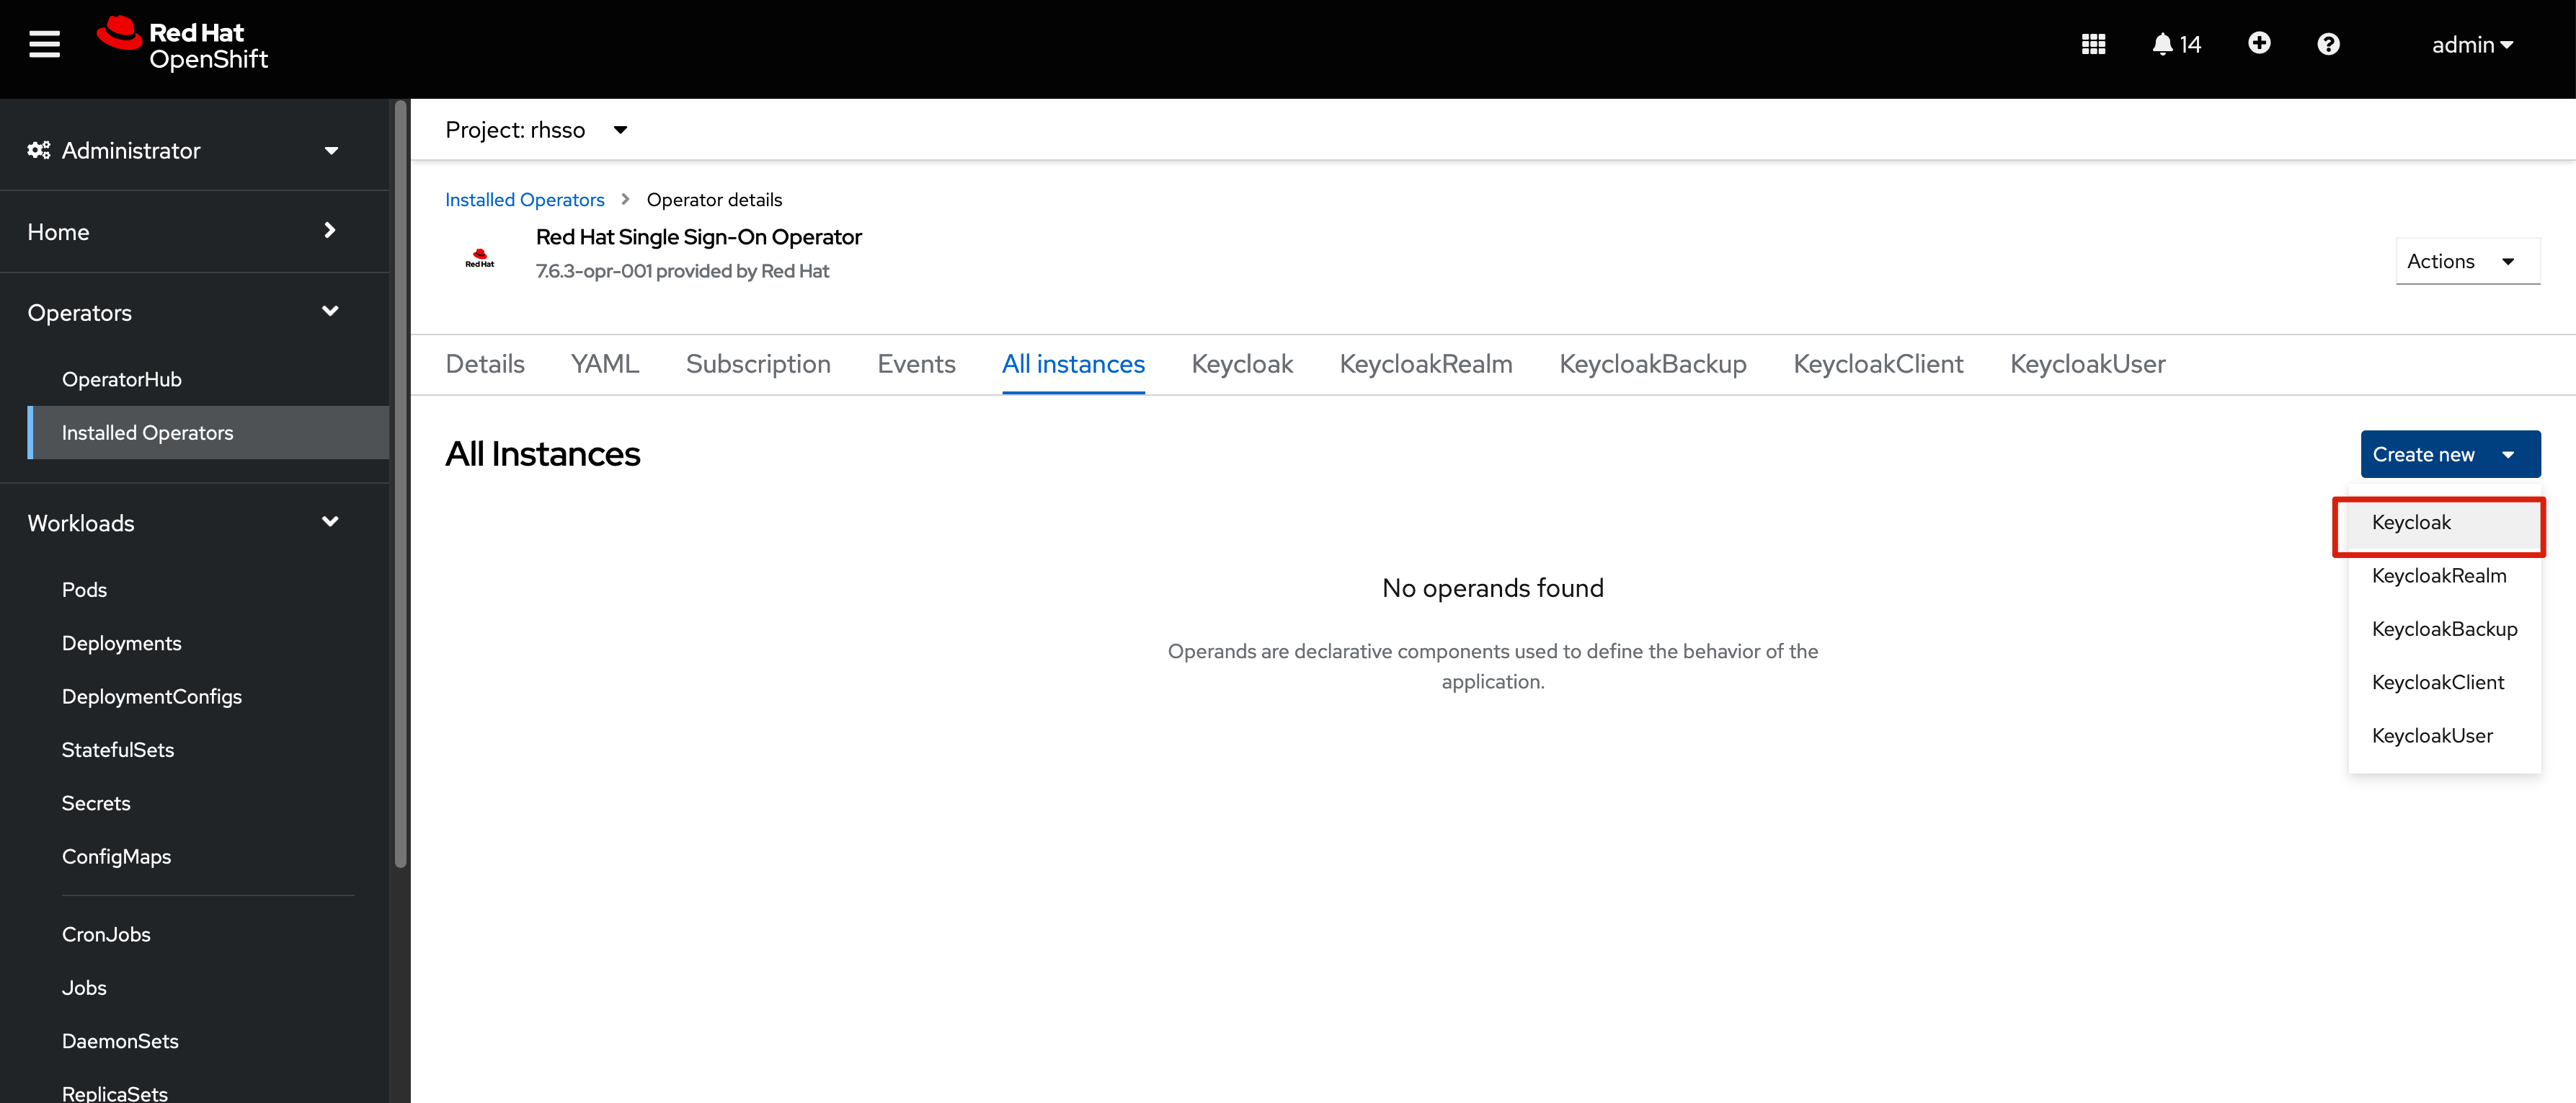 Red Hat
OpenShift
14
admin
Administrator
Home
Operators
OperatorHub
Installed Operators
Workloads
Pods
Deployments
DeploymentConfigs
StatefulSets
Secrets
ConfigMaps
CronJobs
Jobs
DaemonSets
ReplicaSets
Project: rhsso
Installed Operators Operator details
Red Hat
Red Hat Single Sign-On Operator
7.6.3-opr-001 provided by Red Hat
Actions
Details YAML Subscription Events All instances Keycloak KeycloakRealm KeycloakBackup KeycloakClient KeycloakUser
All Instances
Create new
Keycloak
KeycloakRealm
KeycloakBackup
KeycloakClient
KeycloakUser
No operands found
Operands are declarative components used to define the behavior of the
application.